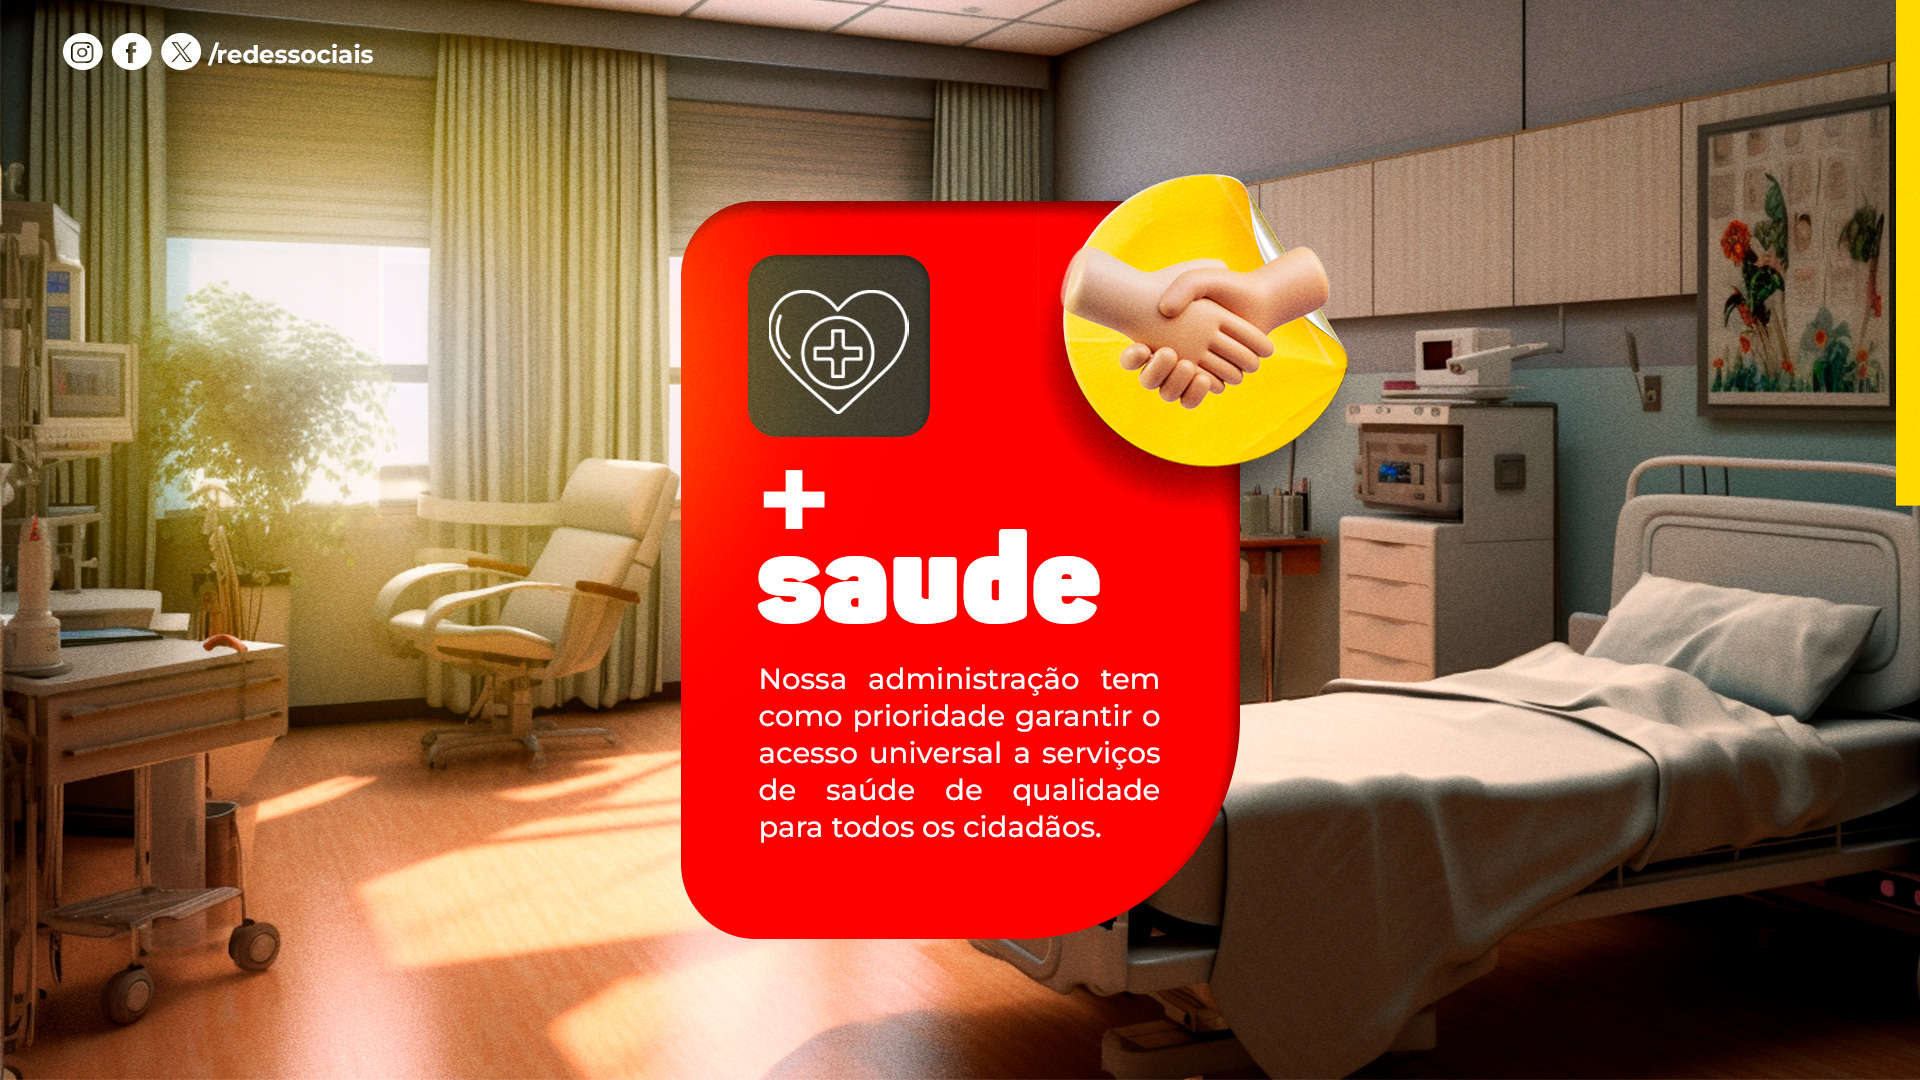 /redessociais
+
saude
Nossa administração tem
como prioridade garantir o
acesso universal a serviços
de saúde de qualidade
para todos os cidadãos.